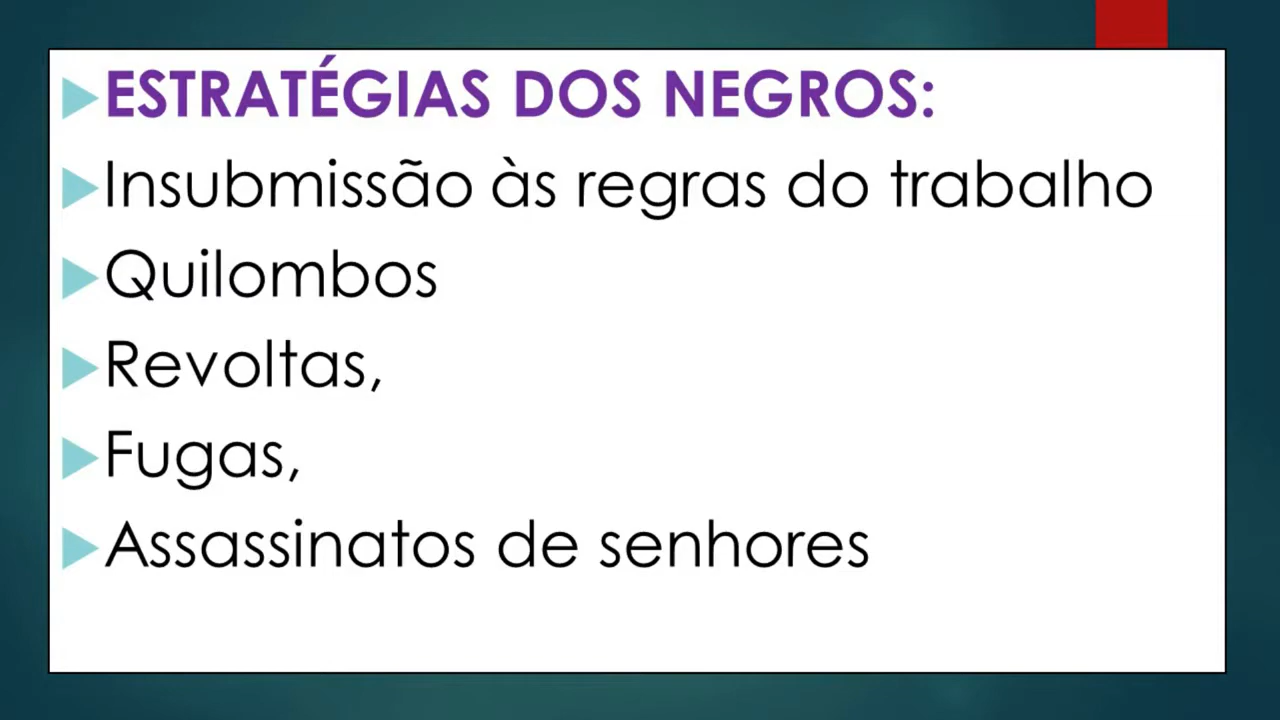 ESTRATÉGIAS DOS NEGROS:
Insubmissão às regras do trabalho
Quilombos
Revoltas,
Fugas,
Assassinatos de senhores